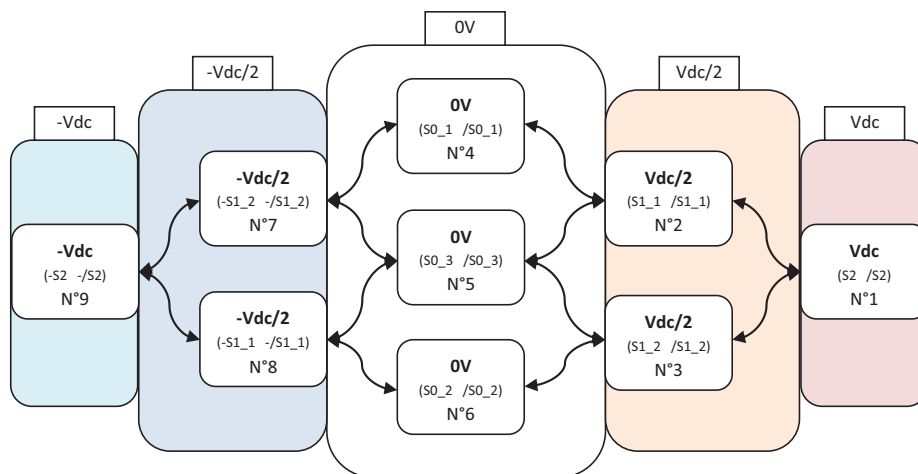 0V
-Vdc/2
Vdc/2
-Vdc
Vdc
0V
(S0_1 /S0_1)
N°4
-Vdc/2
(-S1_2 -/S1_2)
N°7
Vdc/2
(S1_1 /S1_1)
N°2
-Vdc
(-S2 -/S2)
N°9
0V
(S0_3 /S0_3)
N°5
Vdc
(S2 /S2)
N°1
-Vdc/2
(-S1_1 -/S1_1)
N°8
Vdc/2
(S1_2 /S1_2)
N°3
0V
(S0_2 /S0_2)
N°6